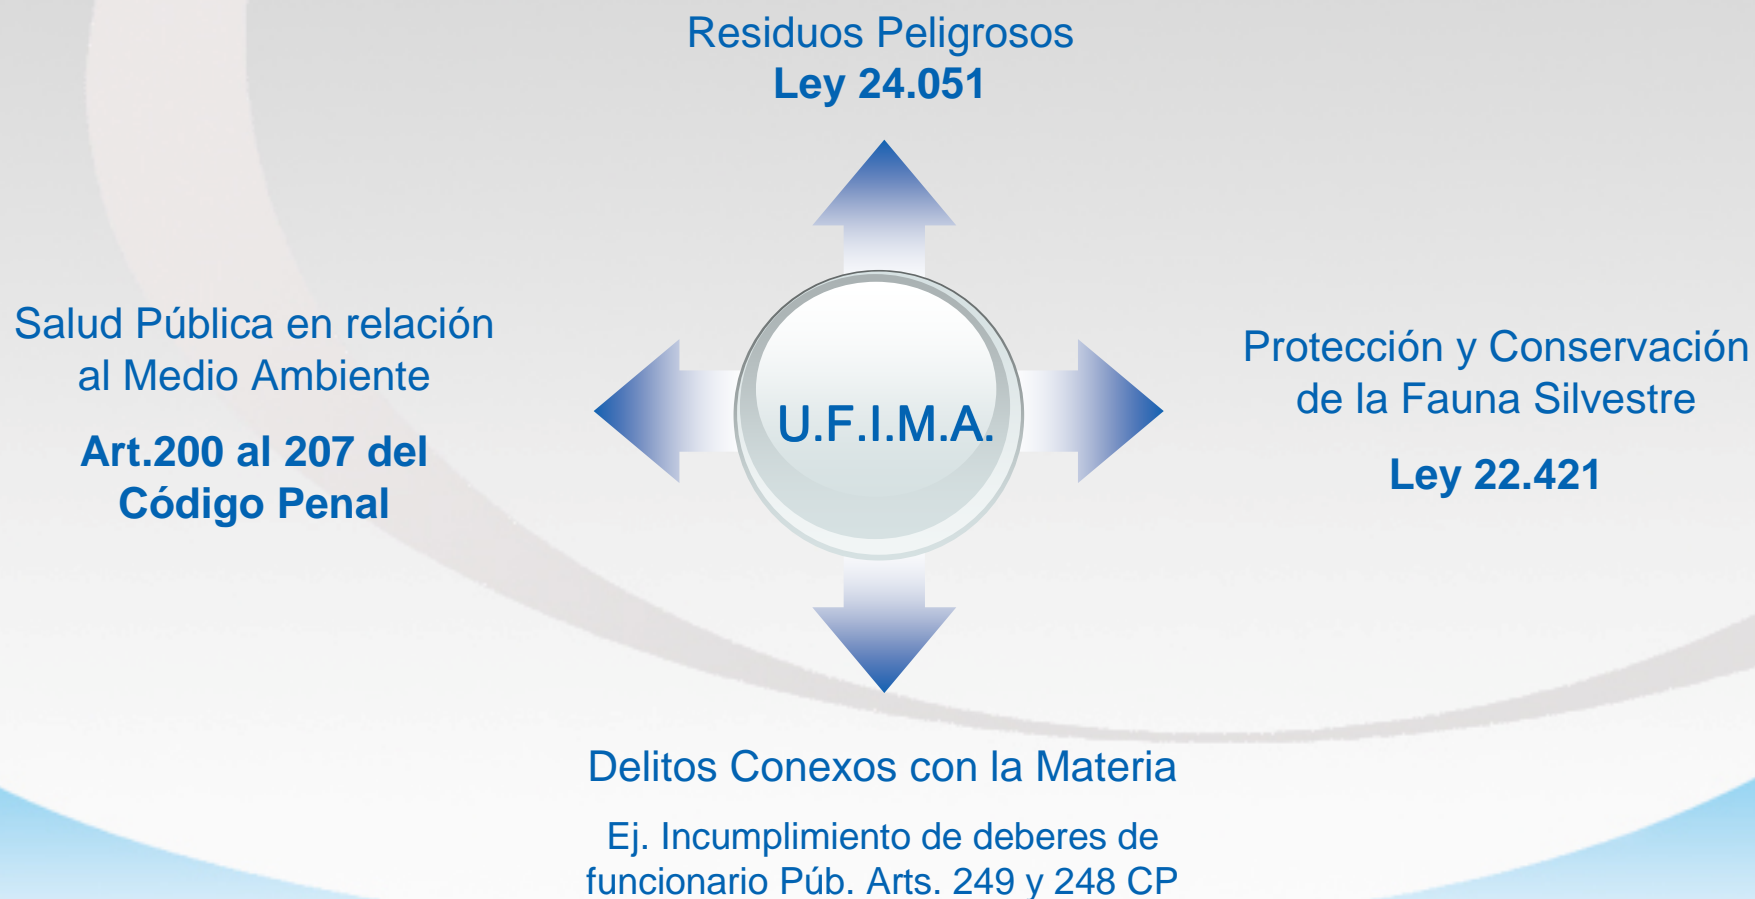 Residuos Peligrosos
Ley 24.051
Salud Pública en relación
al Medio Ambiente
Art.200 al 207 del
Código Penal
U.F.I.M.A.
Protección y Conservación
de la Fauna Silvestre
Ley 22.421
Delitos Conexos con la Materia
Ej. Incumplimiento de deberes de
funcionario Púb. Arts. 249 y 248 CP